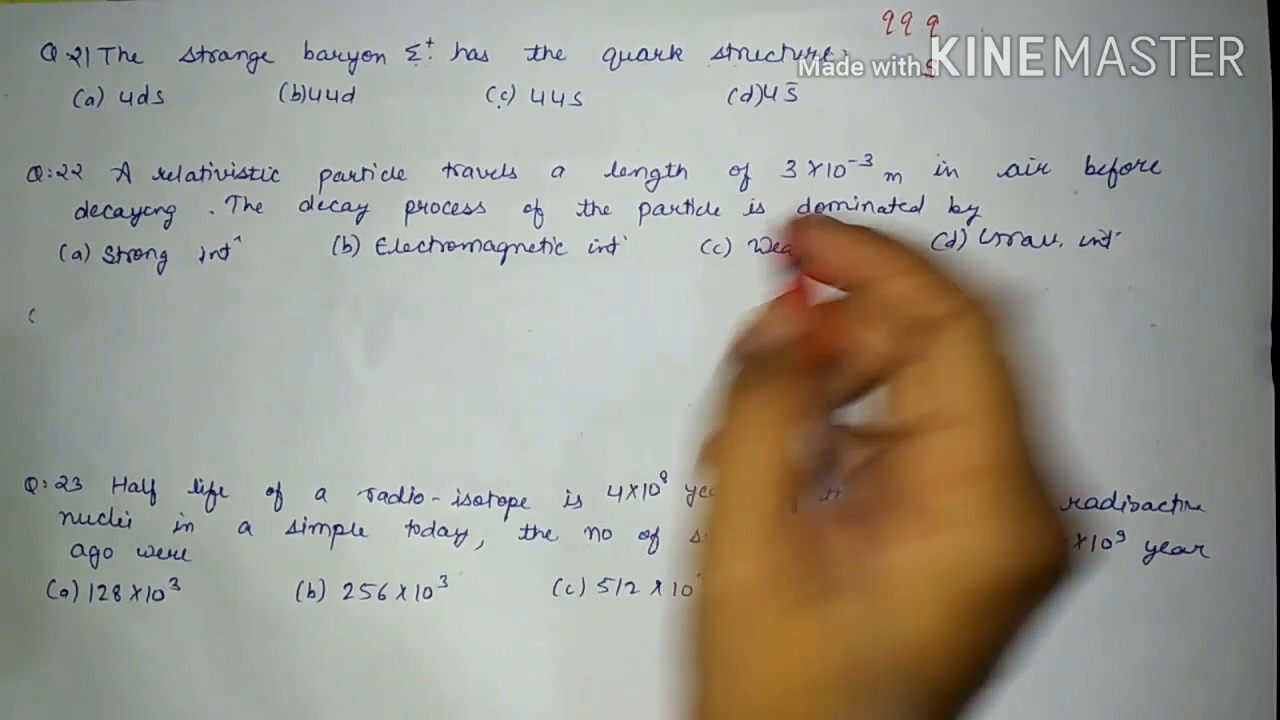 q q q
Q 21 The strange baryon Σ⁺ has the quark structure
s
Made with KINEMASTER
(a) uds (b) uud (c) uus (d) us̄
Q:22 A relativistic particle travels a length of 3×10⁻³ m in air before
decaying. The decay process of the particle is dominated by
(a) strong int (b) Electromagnetic int (c) int
(
Q:23 Half life of a radio-isotope is 4×10⁸ radioactive
nuclei in a simple today, the no of ×10⁹ year
ago were
(a) 128×10³ (b) 256×10³ (c) 512×10